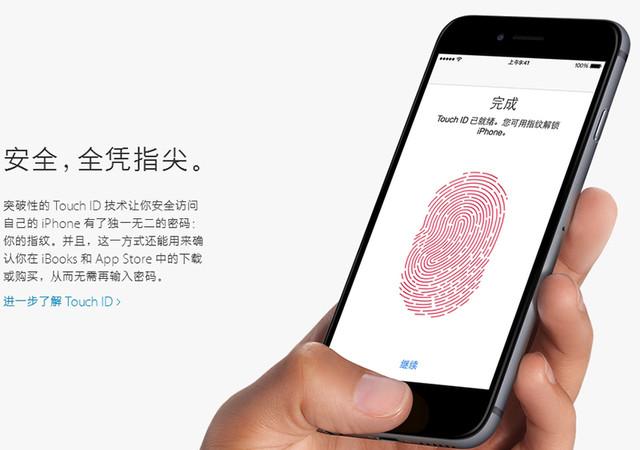 安全，全凭指尖。
突破性的 Touch ID 技术让你安全访问
自己的 iPhone 有了独一无二的密码：
你的指纹。并且，这一方式还能用来确
认你在 iBooks 和 App Store 中的下载
或购买，从而无需再输入密码。
进一步了解 Touch ID >
上午9:41
100%
完成
Touch ID 已就绪。您可用指纹解锁
iPhone。
继续